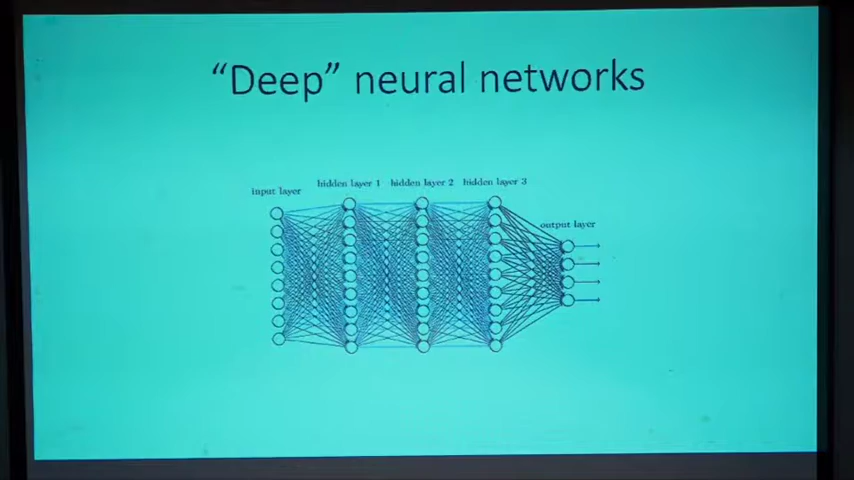 “Deep” neural networks
input layer
hidden layer 1 hidden layer 2 hidden layer 3
output layer